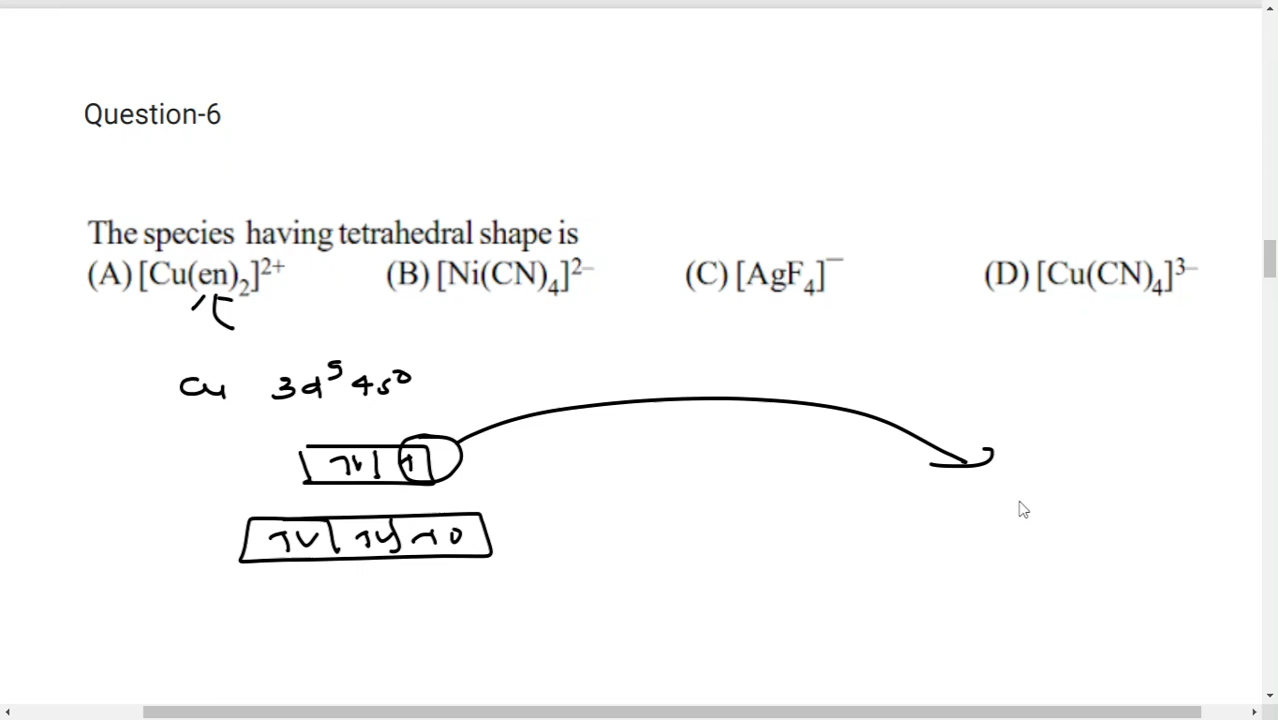 Question-6
The species having tetrahedral shape is
(A) [Cu(en)₂]²⁺ (B) [Ni(CN)₄]²⁻ (C) [AgF₄]⁻ (D) [Cu(CN)₄]³⁻
Cu 3d⁵ 4s⁰